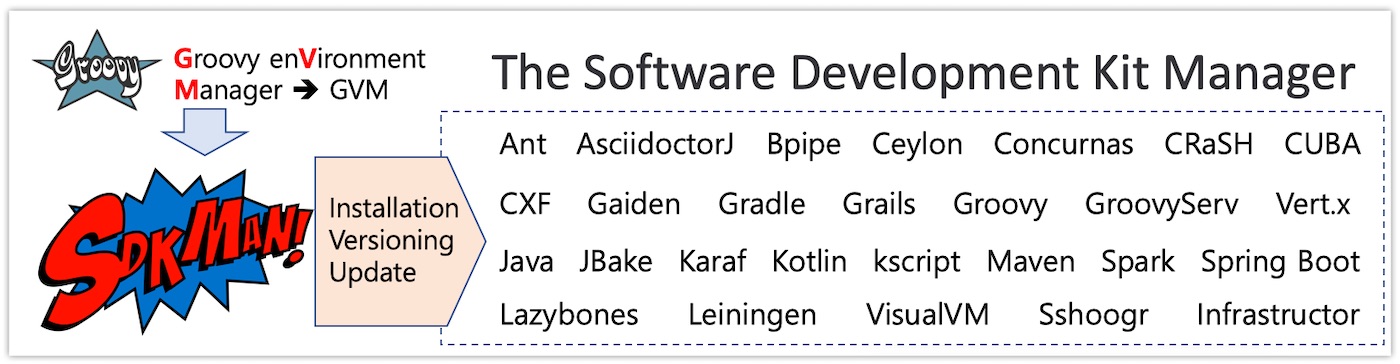 Groovy
Groovy enVironment
Manager ➔ GVM
SDKMAN!
Installation
Versioning
Update
The Software Development Kit Manager
Ant AsciidoctorJ Bpipe Ceylon Concurnas CRaSH CUBA
CXF Gaiden Gradle Grails Groovy GroovyServ Vert.x
Java JBake Karaf Kotlin kscript Maven Spark Spring Boot
Lazybones Leiningen VisualVM Sshoogr Infrastructor